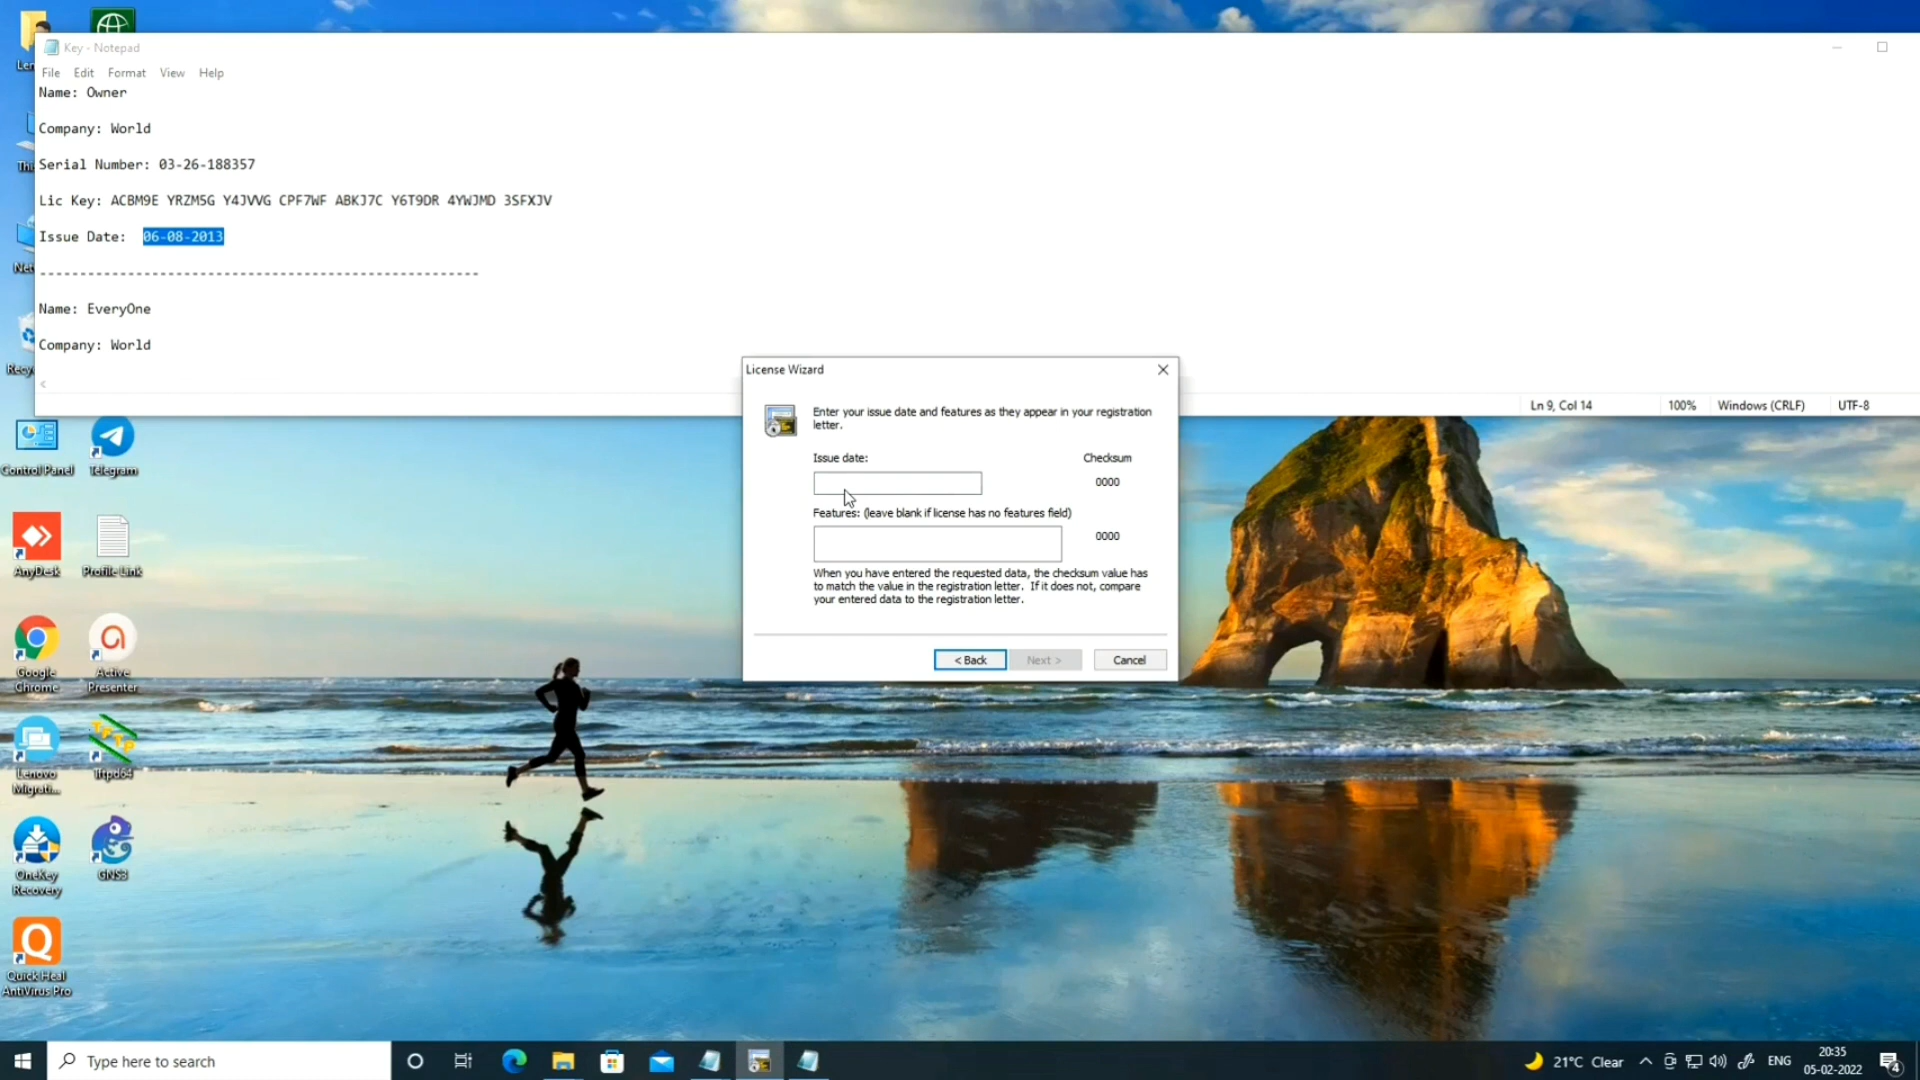 Key - Notepad
File Edit Format View Help
Name: Owner
Company: World
Serial Number: 03-26-188357
Lic Key: ACBM9E YRZM5G Y4JVVG CPF7WF ABKJ7C Y6T9DR 4YWJMD 3SFXJV
Issue Date: 06-08-2013
-------------------------------------------------------
Name: EveryOne
Company: World
Ln 9, Col 14 100% Windows (CRLF) UTF-8
License Wizard
Enter your issue date and features as they appear in your registration
letter.
Issue date: Checksum
0000
Features: (leave blank if license has no features field)
0000
When you have entered the requested data, the checksum value has
to match the value in the registration letter. If it does not, compare
your entered data to the registration letter.
< Back Next > Cancel
Control Panel Telegram
AnyDesk Profile Link
Google
Chrome
Active
Presenter
Lenovo
Migrati...
Tftpd64
OneKey
Recovery
GNS3
Quick Heal
AntiVirus Pro
Type here to search
21°C Clear
ENG
20:35
05-02-2022
4